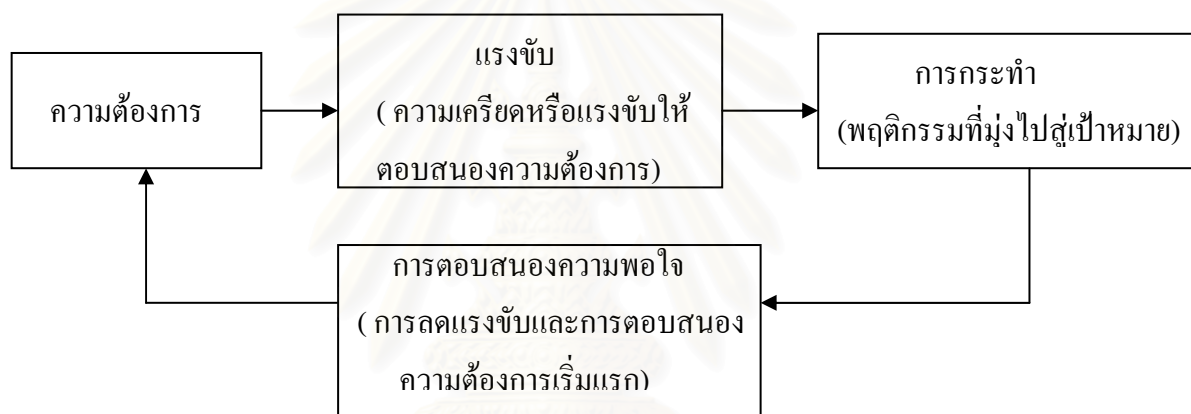 ความต้องการ
แรงขับ
( ความเครียดหรือแรงขับให้
ตอบสนองความต้องการ)
การกระทำ
(พฤติกรรมที่มุ่งไปสู่เป้าหมาย)
การตอบสนองความพอใจ
( การลดแรงขับและการตอบสนอง
ความต้องการเริ่มแรก)